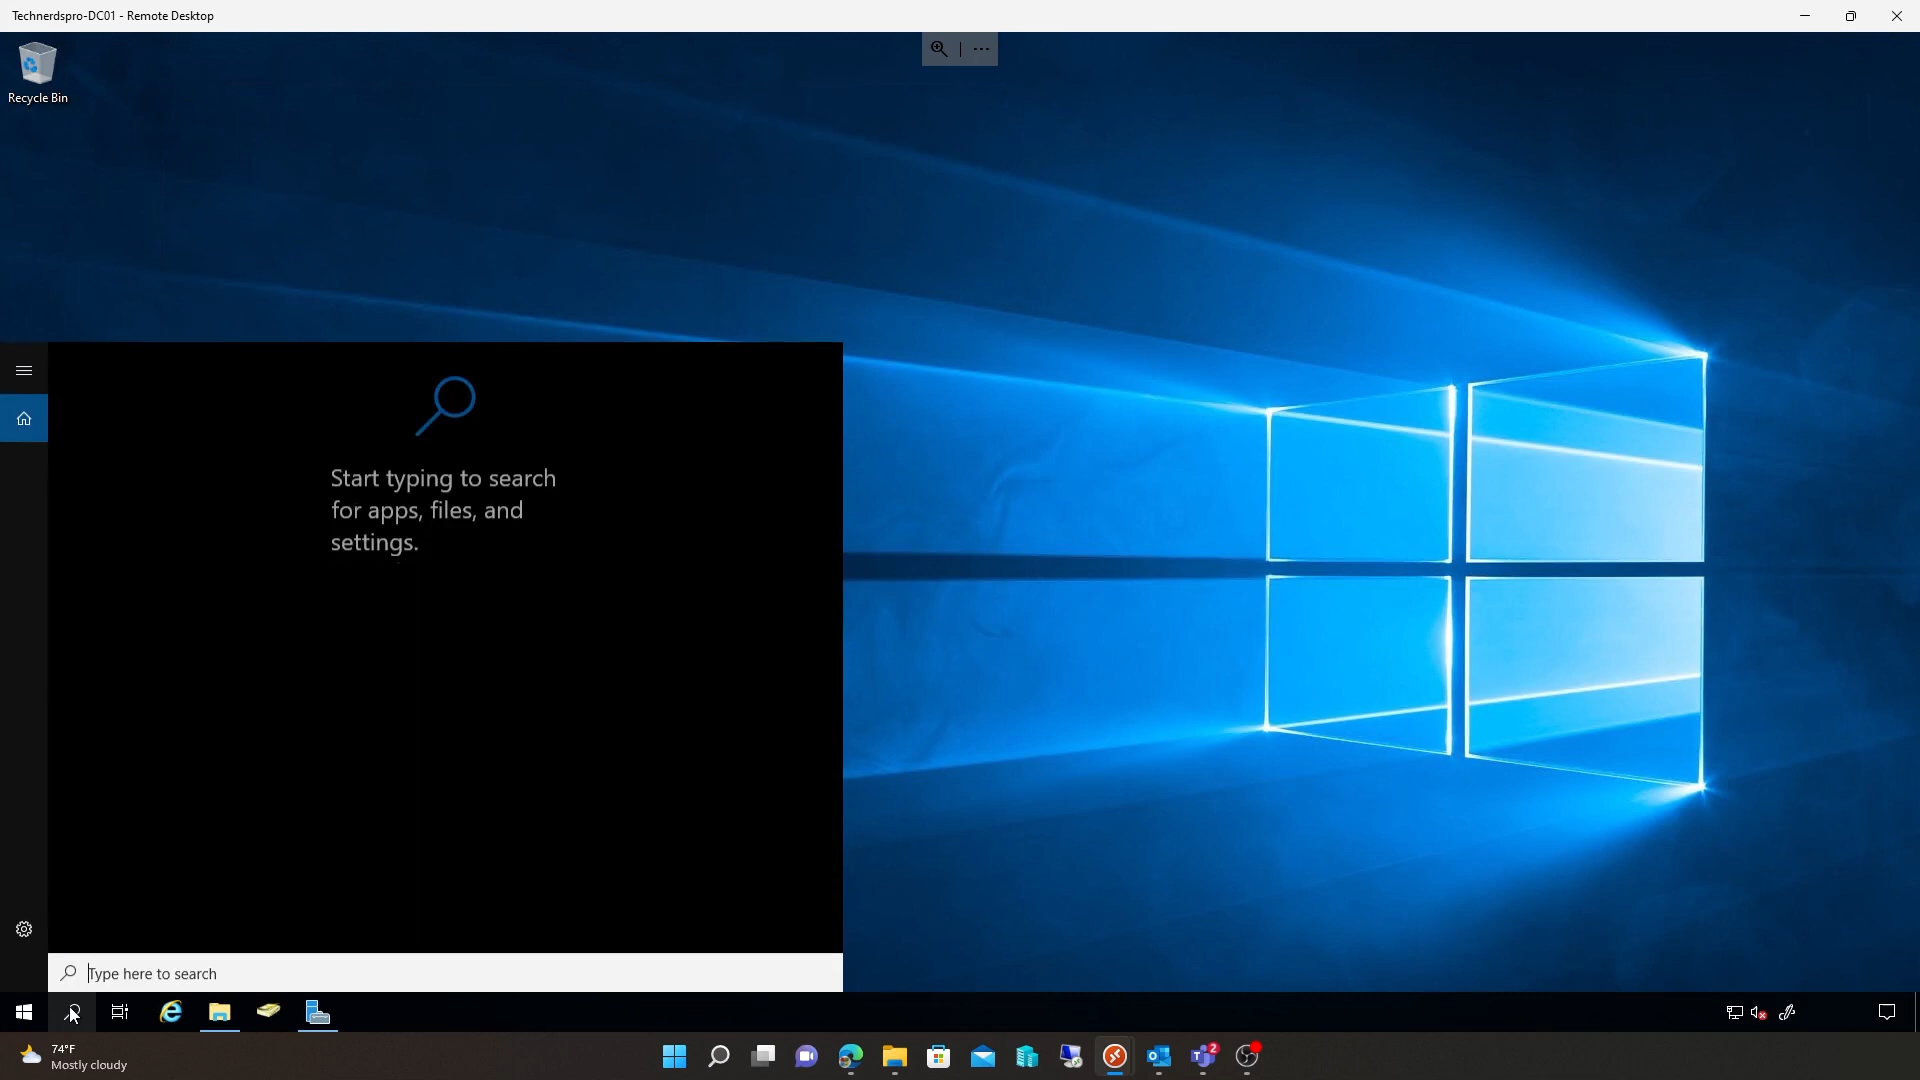 Technerdspro-DC01 - Remote Desktop
Recycle Bin
Start typing to search
for apps, files, and
settings.
Type here to search
74°F
Mostly cloudy
2